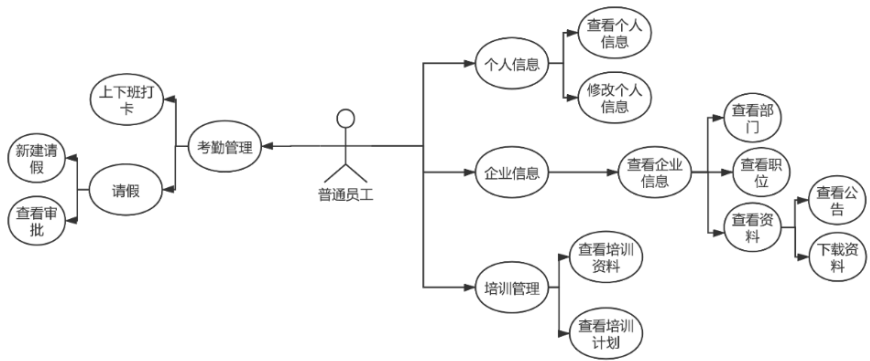 查看个人
信息
个人信息
修改个人
信息
上下班打
卡
考勤管理
新建请
假
请假
查看审
批
普通员工
企业信息
查看企业
信息
查看部
门
查看职
位
查看资
料
查看公
告
下载资
料
培训管理
查看培训
资料
查看培训
计划